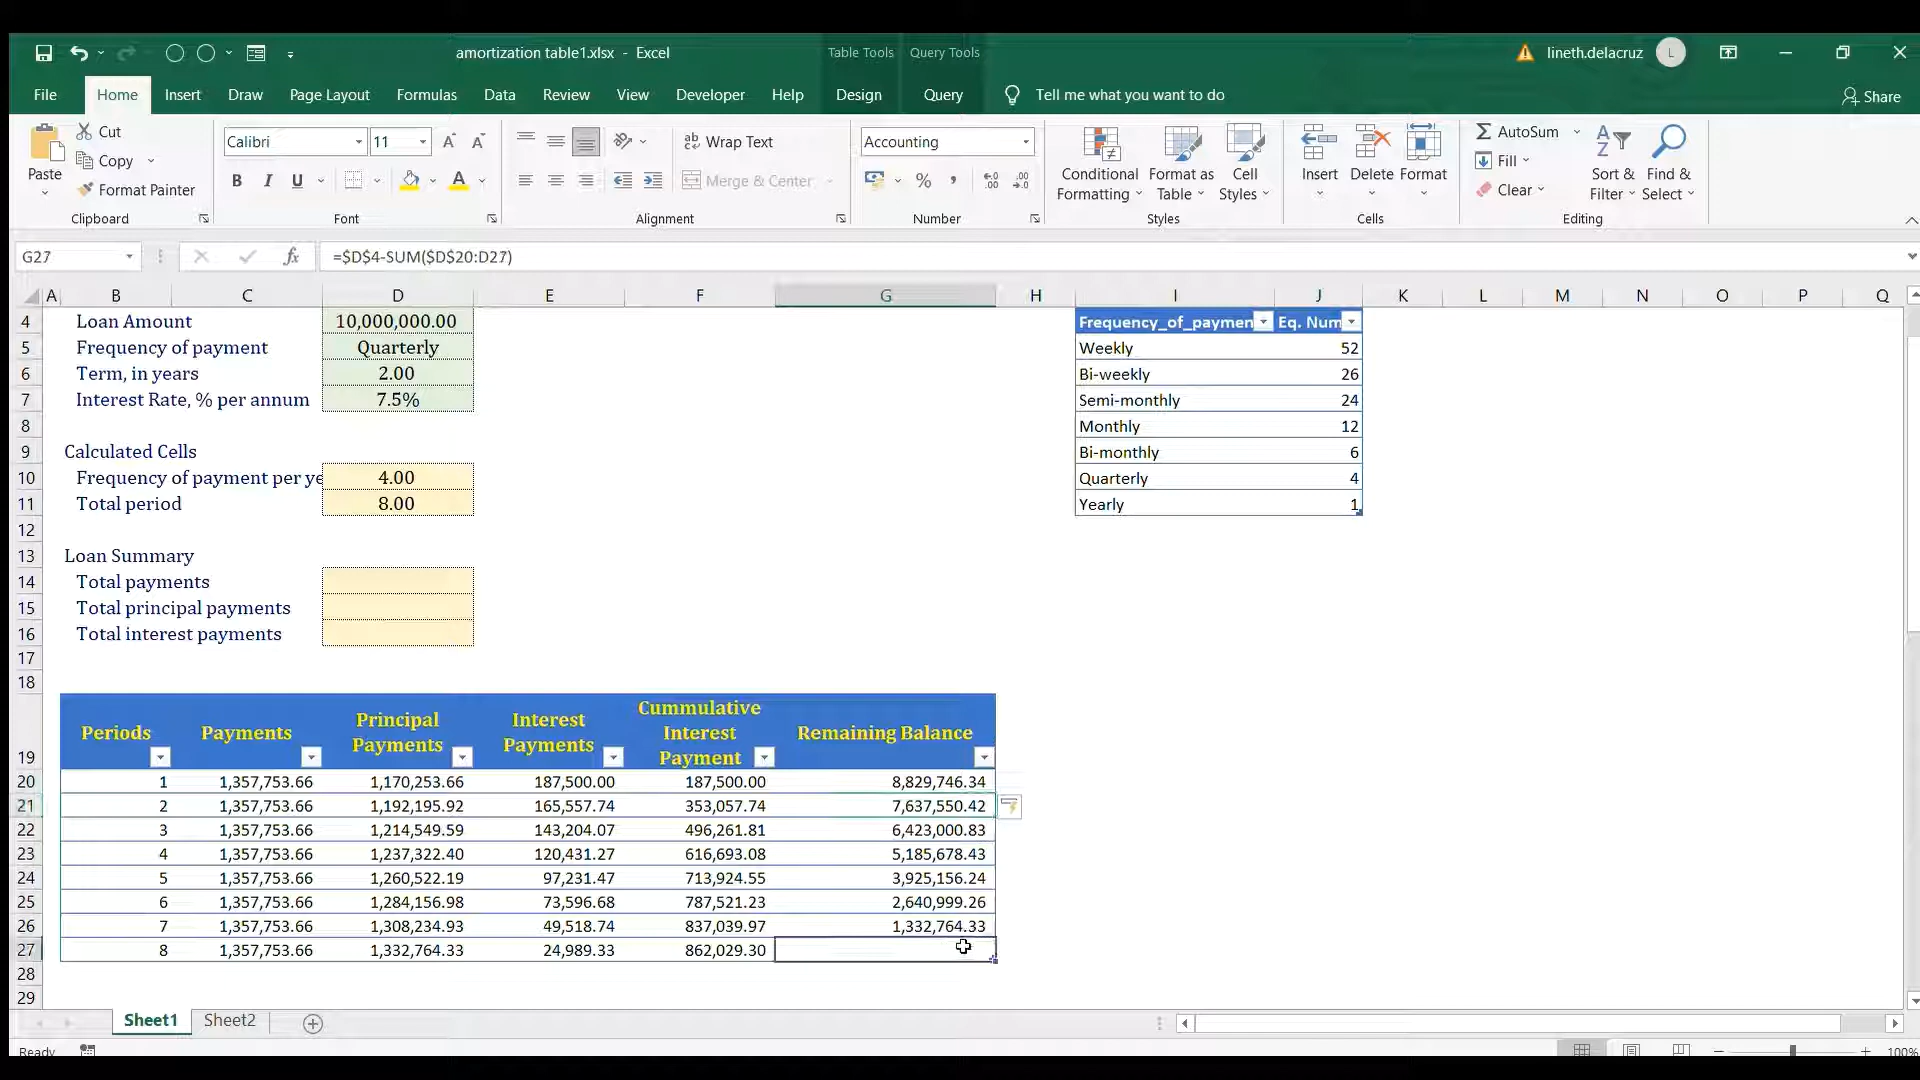 amortization table1.xlsx - Excel
Table Tools Query Tools
lineth.delacruz L
File Home Insert Draw Page Layout Formulas Data Review View Developer Help Design Query Tell me what you want to do Share
Paste Cut Copy Format Painter
Clipboard
Calibri 11
B I U A
Font
Wrap Text
Merge & Center
Alignment
Accounting
% ,
Number
Conditional Formatting Format as Table Cell Styles
Styles
Insert Delete Format
Cells
AutoSum Fill Clear
Sort & Filter Find & Select
Editing
G27 fx =$D$4-SUM($D$20:D27)
A B C D E F G H I J K L M N O P Q
4 Loan Amount 10,000,000.00 Frequency_of_paymen Eq. Num
5 Frequency of payment Quarterly Weekly 52
6 Term, in years 2.00 Bi-weekly 26
7 Interest Rate, % per annum 7.5% Semi-monthly 24
8 Monthly 12
9 Calculated Cells Bi-monthly 6
10 Frequency of payment per ye 4.00 Quarterly 4
11 Total period 8.00 Yearly 1
12
13 Loan Summary
14 Total payments
15 Total principal payments
16 Total interest payments
17
18
19 Periods Payments Principal Payments Interest Payments Cummulative Interest Payment Remaining Balance
20 1 1,357,753.66 1,170,253.66 187,500.00 187,500.00 8,829,746.34
21 2 1,357,753.66 1,192,195.92 165,557.74 353,057.74 7,637,550.42
22 3 1,357,753.66 1,214,549.59 143,204.07 496,261.81 6,423,000.83
23 4 1,357,753.66 1,237,322.40 120,431.27 616,693.08 5,185,678.43
24 5 1,357,753.66 1,260,522.19 97,231.47 713,924.55 3,925,156.24
25 6 1,357,753.66 1,284,156.98 73,596.68 787,521.23 2,640,999.26
26 7 1,357,753.66 1,308,234.93 49,518.74 837,039.97 1,332,764.33
27 8 1,357,753.66 1,332,764.33 24,989.33 862,029.30
28
29
Sheet1 Sheet2
Ready 100%